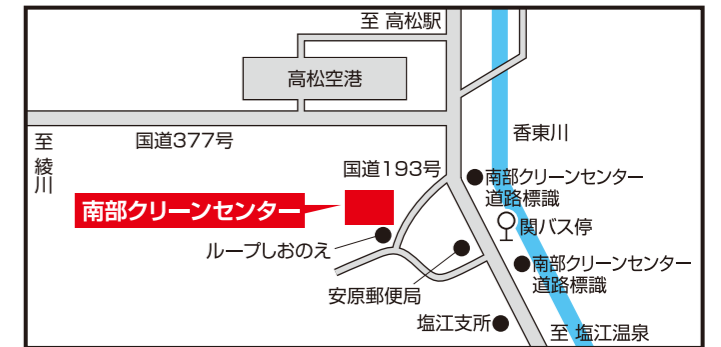 至 高松駅
高松空港
国道377号
至 綾川
香東川
国道193号
南部クリーンセンター
道路標識
南部クリーンセンター
関バス停
ループしおのえ
南部クリーンセンター
道路標識
安原郵便局
塩江支所
至 塩江温泉